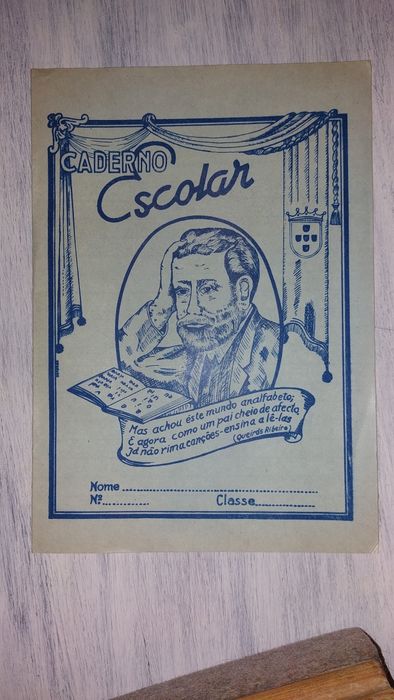 CADERNO
Escolar
Mas achou êste mundo analfabeto;
E agora como um pai cheio de afecto
Já não rima canções-ensina a lê-las
(Queirós Ribeiro)
Nome
Nº Classe